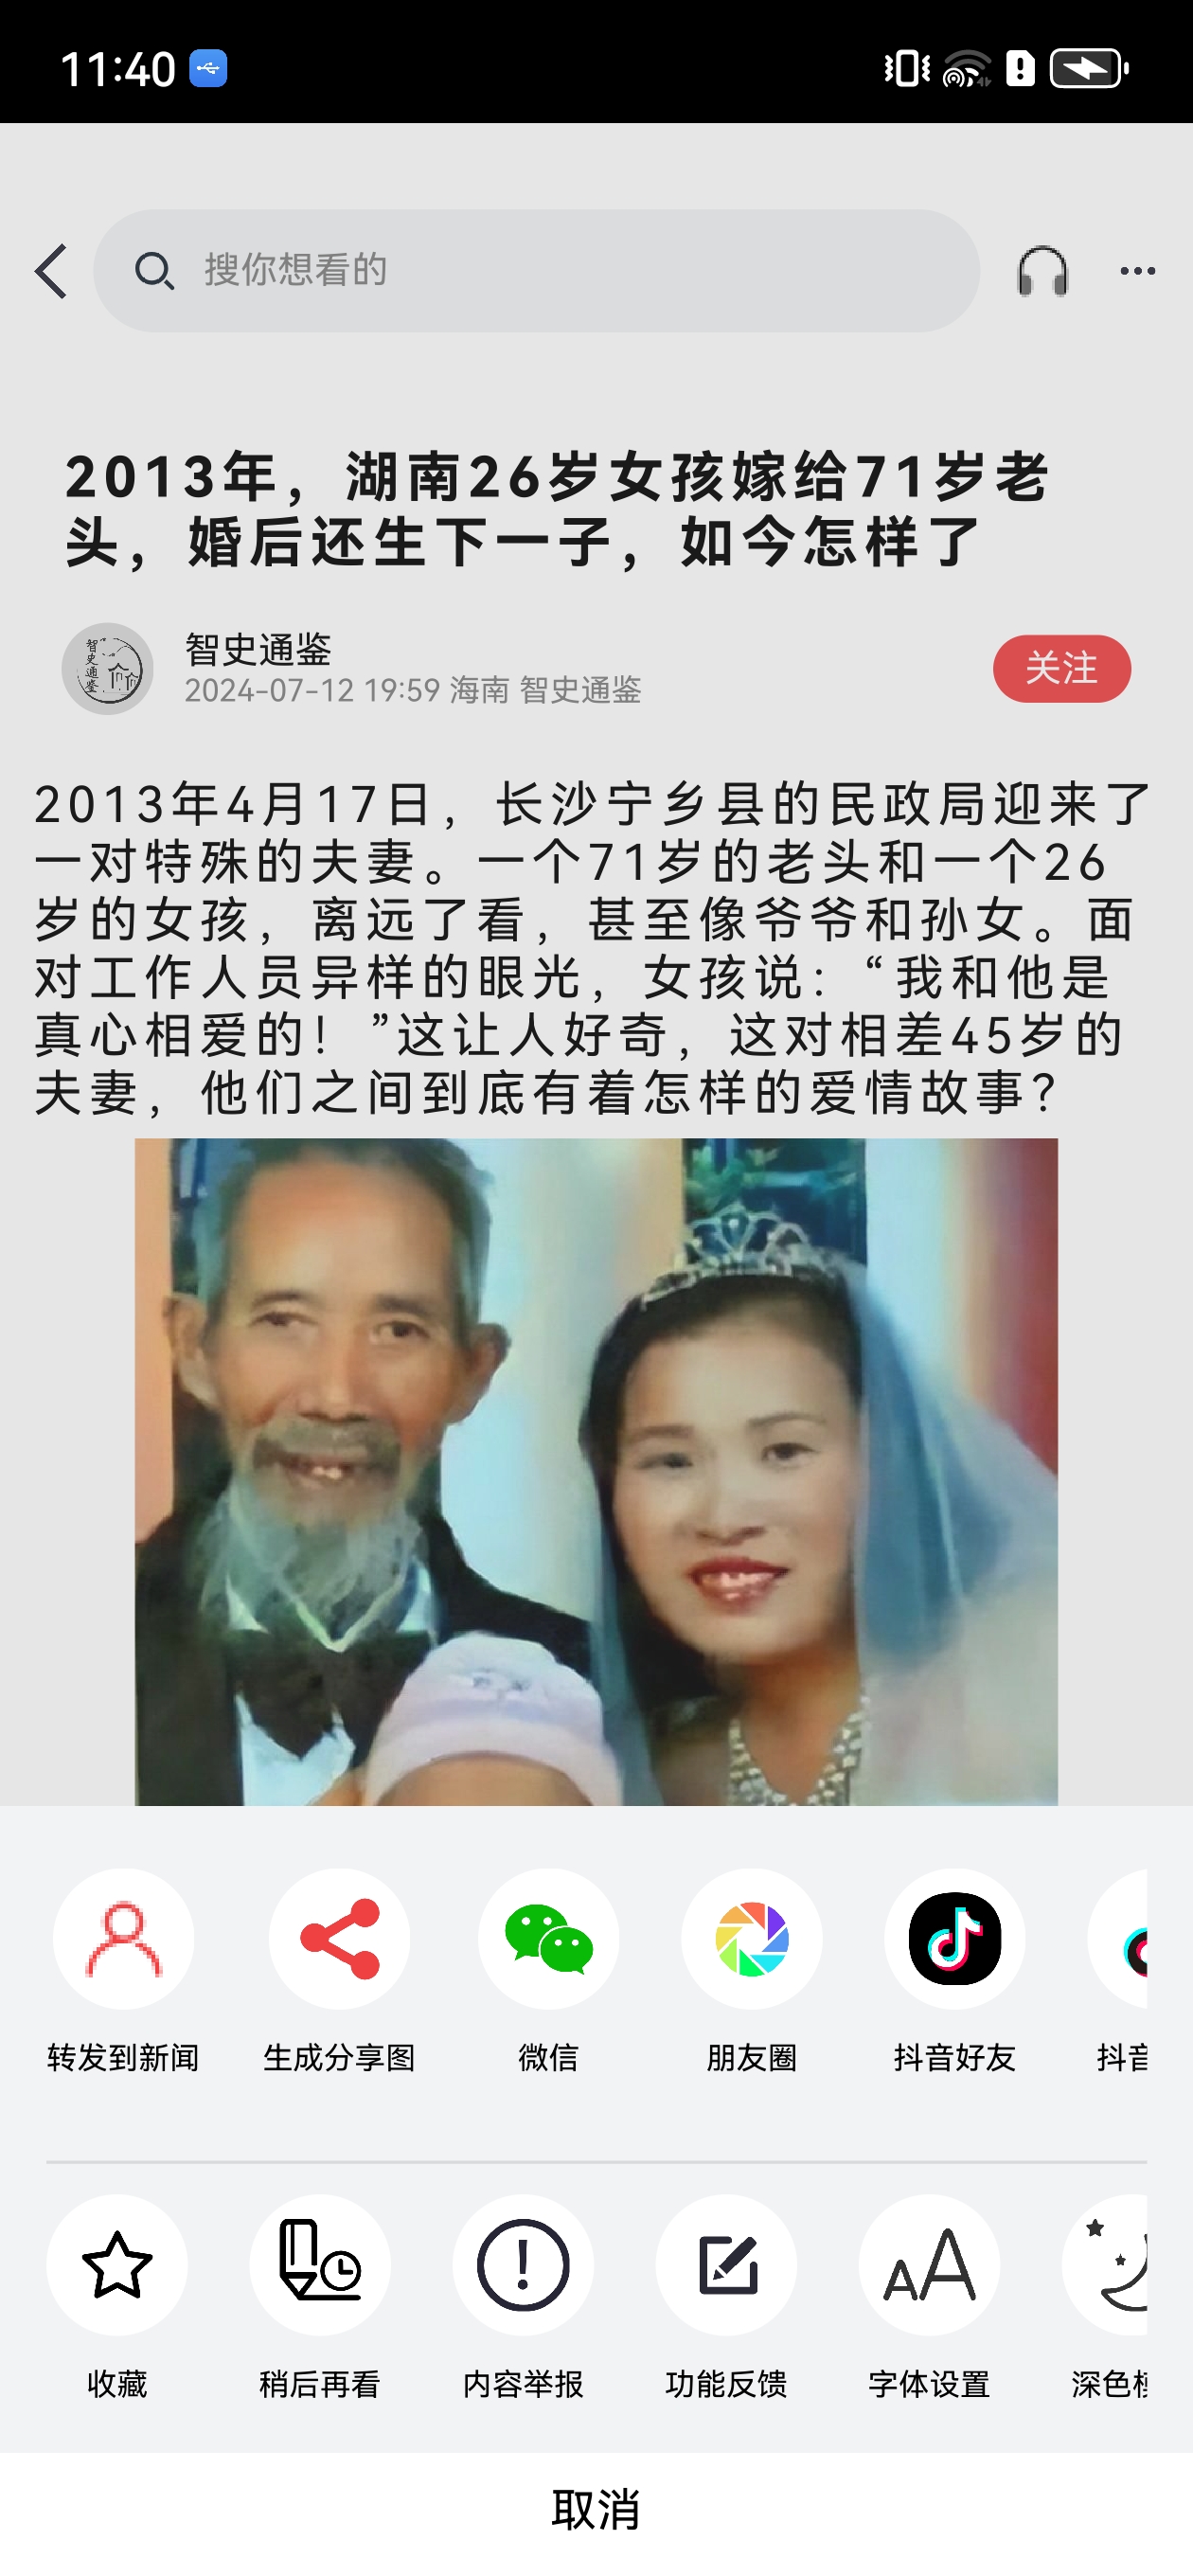 11:40
搜你想看的
2013年，湖南26岁女孩嫁给71岁老
头，婚后还生下一子，如今怎样了
智史通鉴
智史通鉴
2024-07-12 19:59 海南 智史通鉴
关注
2013年4月17日，长沙宁乡县的民政局迎来了
一对特殊的夫妻。一个71岁的老头和一个26
岁的女孩，离远了看，甚至像爷爷和孙女。面
对工作人员异样的眼光，女孩说：“我和他是
真心相爱的！”这让人好奇，这对相差45岁的
夫妻，他们之间到底有着怎样的爱情故事？
转发到新闻 生成分享图 微信 朋友圈 抖音好友 抖音
收藏 稍后再看 内容举报 功能反馈 字体设置 深色
取消